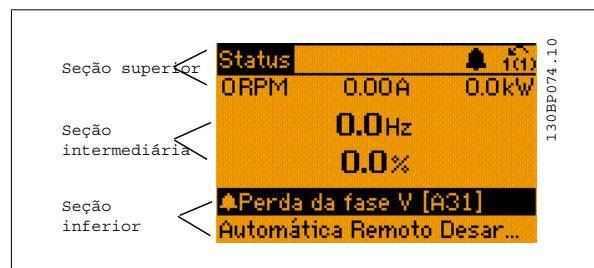 Seção superior
Status 1(1)
0RPM 0.00A 0.0kW
Seção
intermediária
0.0Hz
0.0%
Seção
inferior
Perda da fase V [A31]
Automática Remoto Desar...
130BP074.10